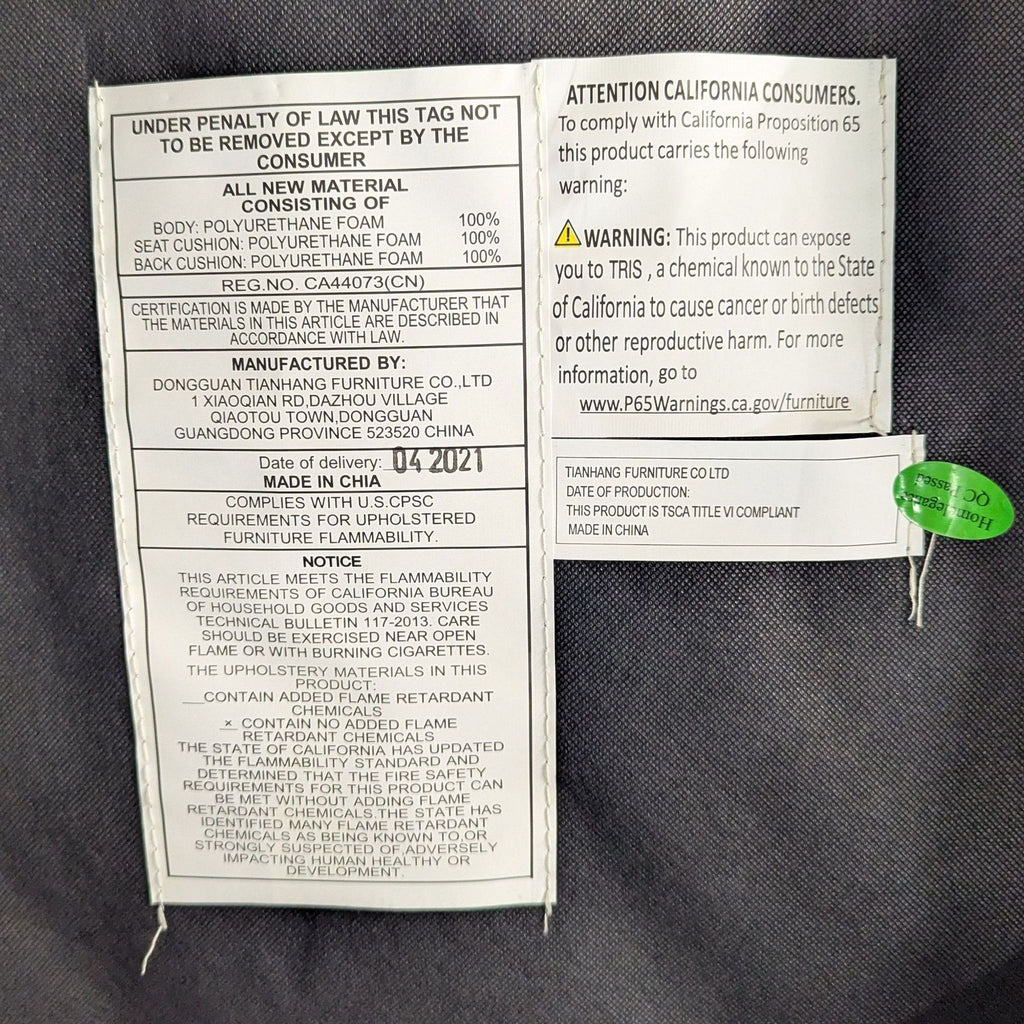 UNDER PENALTY OF LAW THIS TAG NOT
TO BE REMOVED EXCEPT BY THE
CONSUMER
ALL NEW MATERIAL
CONSISTING OF
BODY: POLYURETHANE FOAM 100%
SEAT CUSHION: POLYURETHANE FOAM 100%
BACK CUSHION: POLYURETHANE FOAM 100%
REG.NO. CA44073(CN)
CERTIFICATION IS MADE BY THE MANUFACTURER THAT
THE MATERIALS IN THIS ARTICLE ARE DESCRIBED IN
ACCORDANCE WITH LAW.
MANUFACTURED BY:
DONGGUAN TIANHANG FURNITURE CO.,LTD
1 XIAOQIAN RD,DAZHOU VILLAGE
QIAOTOU TOWN,DONGGUAN
GUANGDONG PROVINCE 523520 CHINA
Date of delivery: 04 2021
MADE IN CHIA
COMPLIES WITH U.S.CPSC
REQUIREMENTS FOR UPHOLSTERED
FURNITURE FLAMMABILITY.
NOTICE
THIS ARTICLE MEETS THE FLAMMABILITY
REQUIREMENTS OF CALIFORNIA BUREAU
OF HOUSEHOLD GOODS AND SERVICES
TECHNICAL BULLETIN 117-2013. CARE
SHOULD BE EXERCISED NEAR OPEN
FLAME OR WITH BURNING CIGARETTES.
THE UPHOLSTERY MATERIALS IN THIS
PRODUCT:
__CONTAIN ADDED FLAME RETARDANT
CHEMICALS
x CONTAIN NO ADDED FLAME
RETARDANT CHEMICALS
THE STATE OF CALIFORNIA HAS UPDATED
THE FLAMMABILITY STANDARD AND
DETERMINED THAT THE FIRE SAFETY
REQUIREMENTS FOR THIS PRODUCT CAN
BE MET WITHOUT ADDING FLAME
RETARDANT CHEMICALS.THE STATE HAS
IDENTIFIED MANY FLAME RETARDANT
CHEMICALS AS BEING KNOWN TO,OR
STRONGLY SUSPECTED OF,ADVERSELY
IMPACTING HUMAN HEALTHY OR
DEVELOPMENT.
ATTENTION CALIFORNIA CONSUMERS.
To comply with California Proposition 65
this product carries the following
warning:
WARNING: This product can expose
you to TRIS , a chemical known to the State
of California to cause cancer or birth defects
or other reproductive harm. For more
information, go to
www.P65Warnings.ca.gov/furniture
TIANHANG FURNITURE CO LTD
DATE OF PRODUCTION:
THIS PRODUCT IS TSCA TITLE VI COMPLIANT
MADE IN CHINA
QC Passed